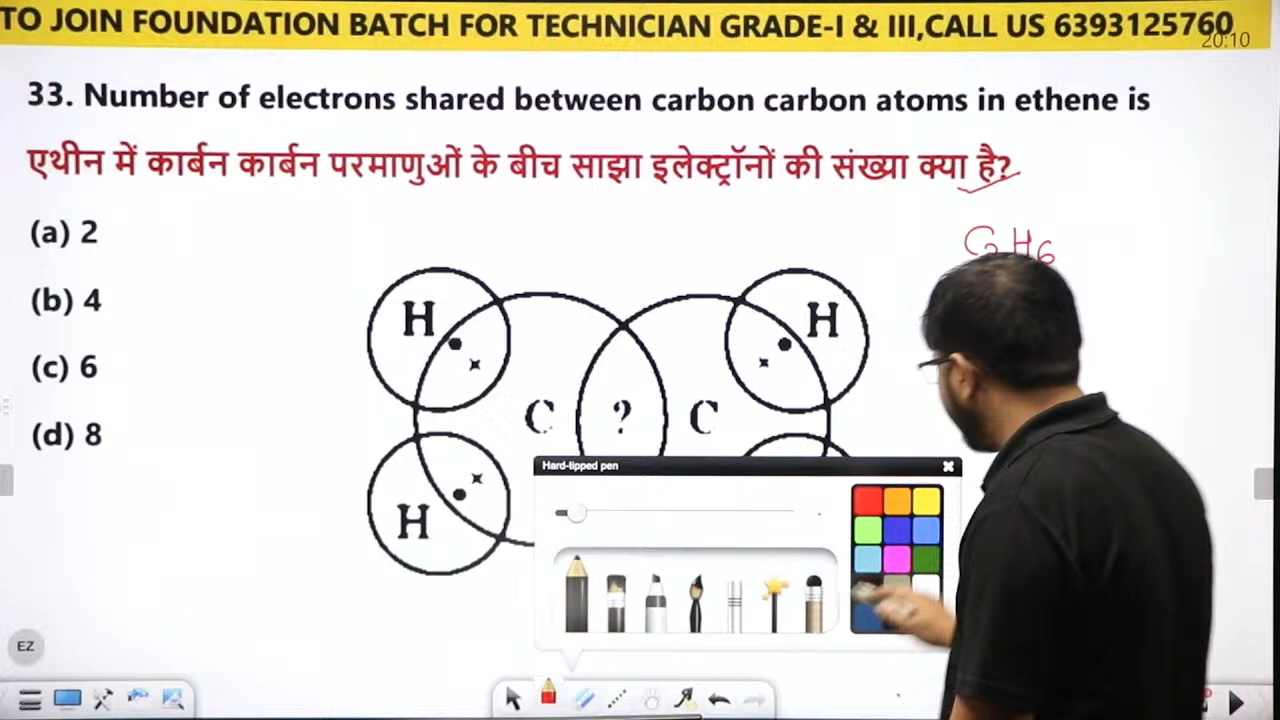 TO JOIN FOUNDATION BATCH FOR TECHNICIAN GRADE-I & III,CALL US 6393125760
20:10
33. Number of electrons shared between carbon carbon atoms in ethene is
एथीन में कार्बन कार्बन परमाणुओं के बीच साझा इलेक्ट्रॉनों की संख्या क्या है?
(a) 2
C2H6
(b) 4
H
H
(c) 6
C ? C
(d) 8
Hard-tipped pen
H
EZ